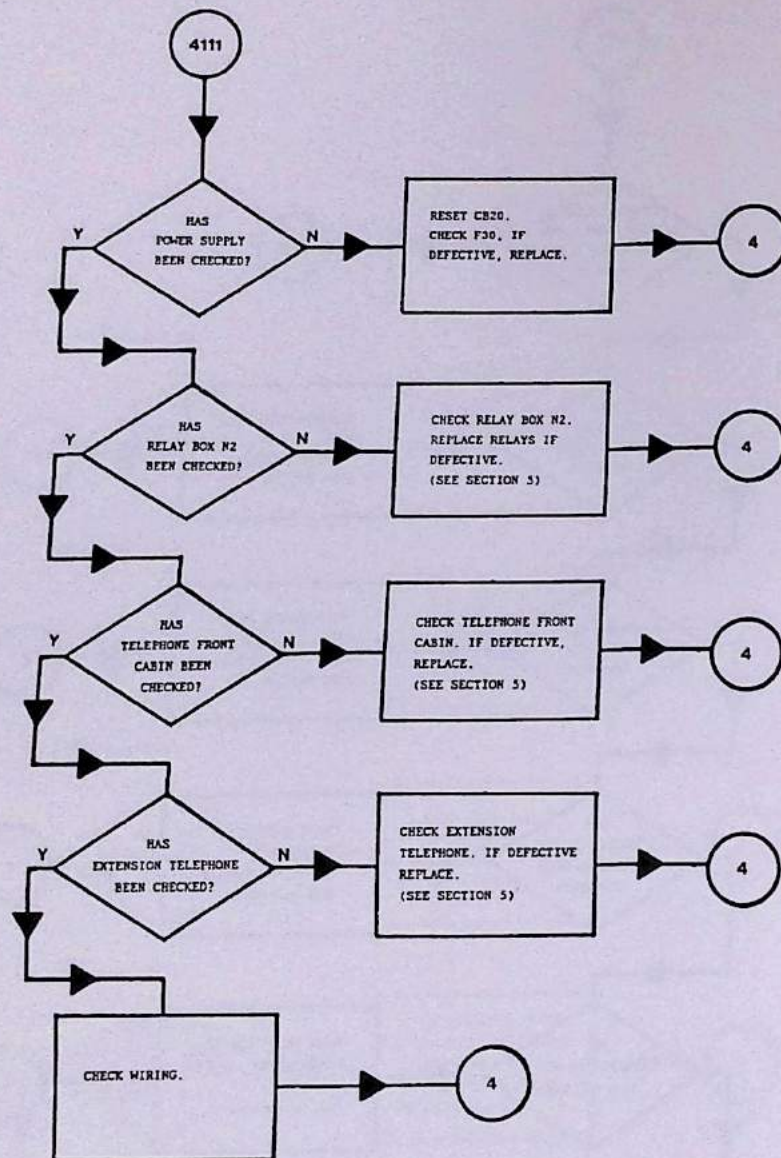 4111
HAS
POWER SUPPLY
BEEN CHECKED?
Y
N
RESET CB20.
CHECK F30, IF
DEFECTIVE, REPLACE.
4
HAS
RELAY BOX N2
BEEN CHECKED?
Y
N
CHECK RELAY BOX N2.
REPLACE RELAYS IF
DEFECTIVE.
(SEE SECTION 5)
4
HAS
TELEPHONE FRONT
CABIN BEEN
CHECKED?
Y
N
CHECK TELEPHONE FRONT
CABIN. IF DEFECTIVE,
REPLACE.
(SEE SECTION 5)
4
HAS
EXTENSION TELEPHONE
BEEN CHECKED?
Y
N
CHECK EXTENSION
TELEPHONE. IF DEFECTIVE
REPLACE.
(SEE SECTION 5)
4
CHECK WIRING.
4